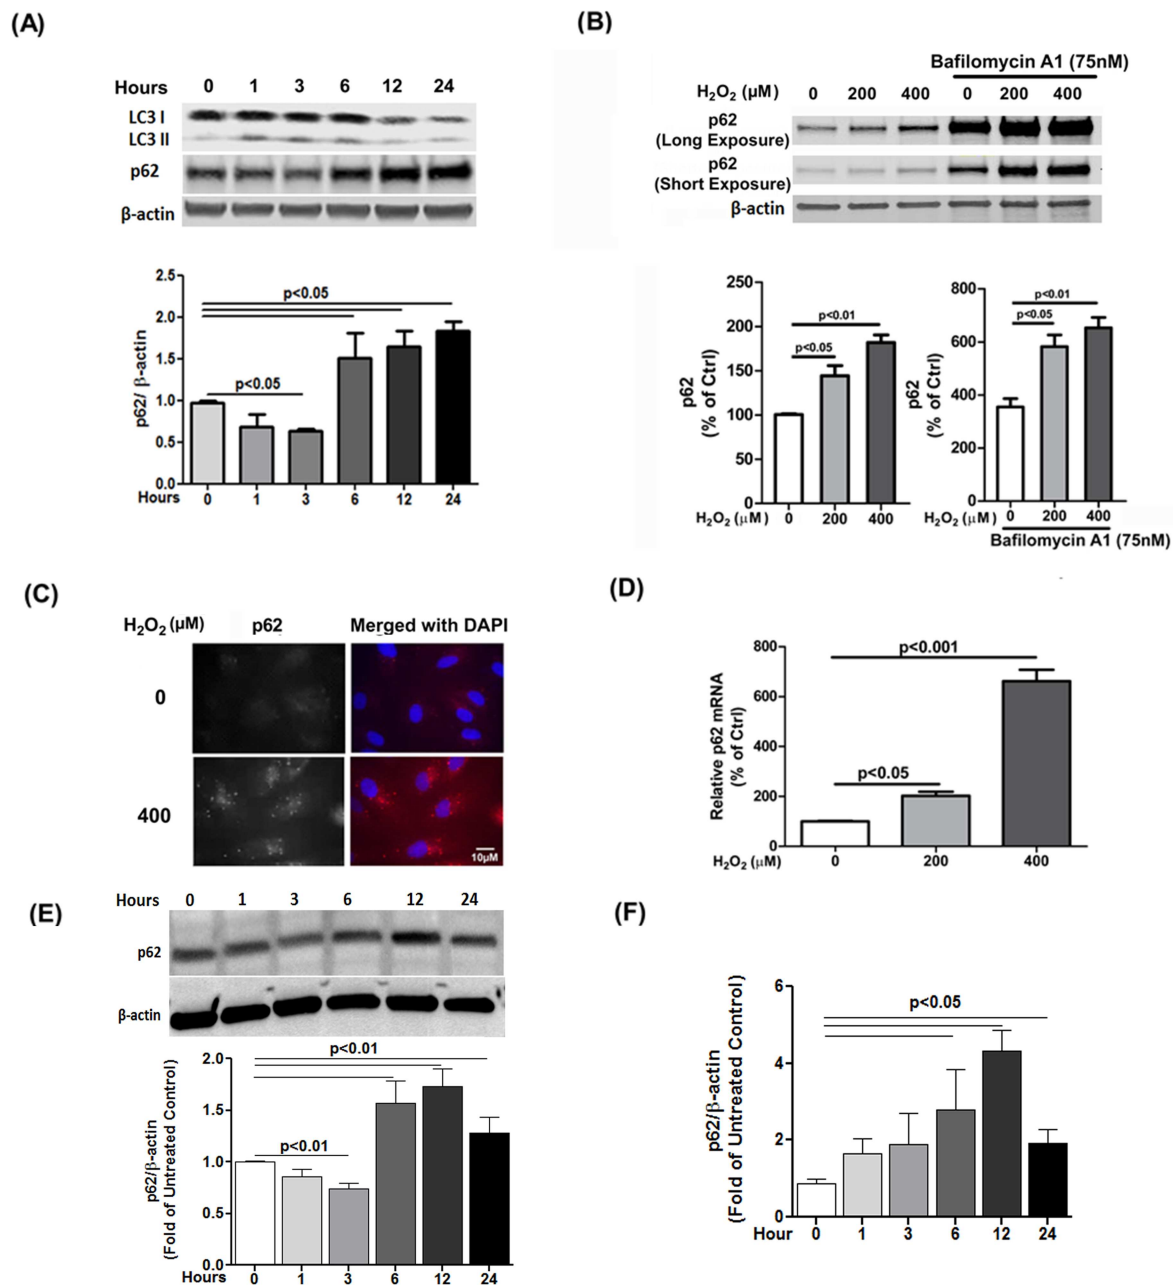 (A)
Hours 0 1 3 6 12 24
LC3 I
LC3 II
p62
β-actin
2.5
2.0
1.5
1.0
0.5
0.0
p62/ β-actin
p<0.05
p<0.05
Hours 0 1 3 6 12 24
(B)
Bafilomycin A1 (75nM)
H₂O₂ (µM) 0 200 400 0 200 400
p62
(Long Exposure)
p62
(Short Exposure)
β-actin
250
200
150
100
50
0
p62
(% of Ctrl)
p<0.01
p<0.05
H₂O₂ (µM) 0 200 400
800
600
400
200
0
p62
(% of Ctrl)
p<0.01
p<0.05
H₂O₂ (µM) 0 200 400
Bafilomycin A1 (75nM)
(C)
H₂O₂ (µM) p62 Merged with DAPI
0
400
10µM
(D)
800
600
400
200
0
Relative p62 mRNA
(% of Ctrl)
p<0.001
p<0.05
H₂O₂ (µM) 0 200 400
(E)
Hours 0 1 3 6 12 24
p62
β-actin
2.0
1.5
1.0
0.5
0.0
p62/β-actin
(Fold of Untreated Control)
p<0.01
p<0.01
Hours 0 1 3 6 12 24
(F)
6
4
2
0
p62/β-actin
(Fold of Untreated Control)
p<0.05
Hour 0 1 3 6 12 24